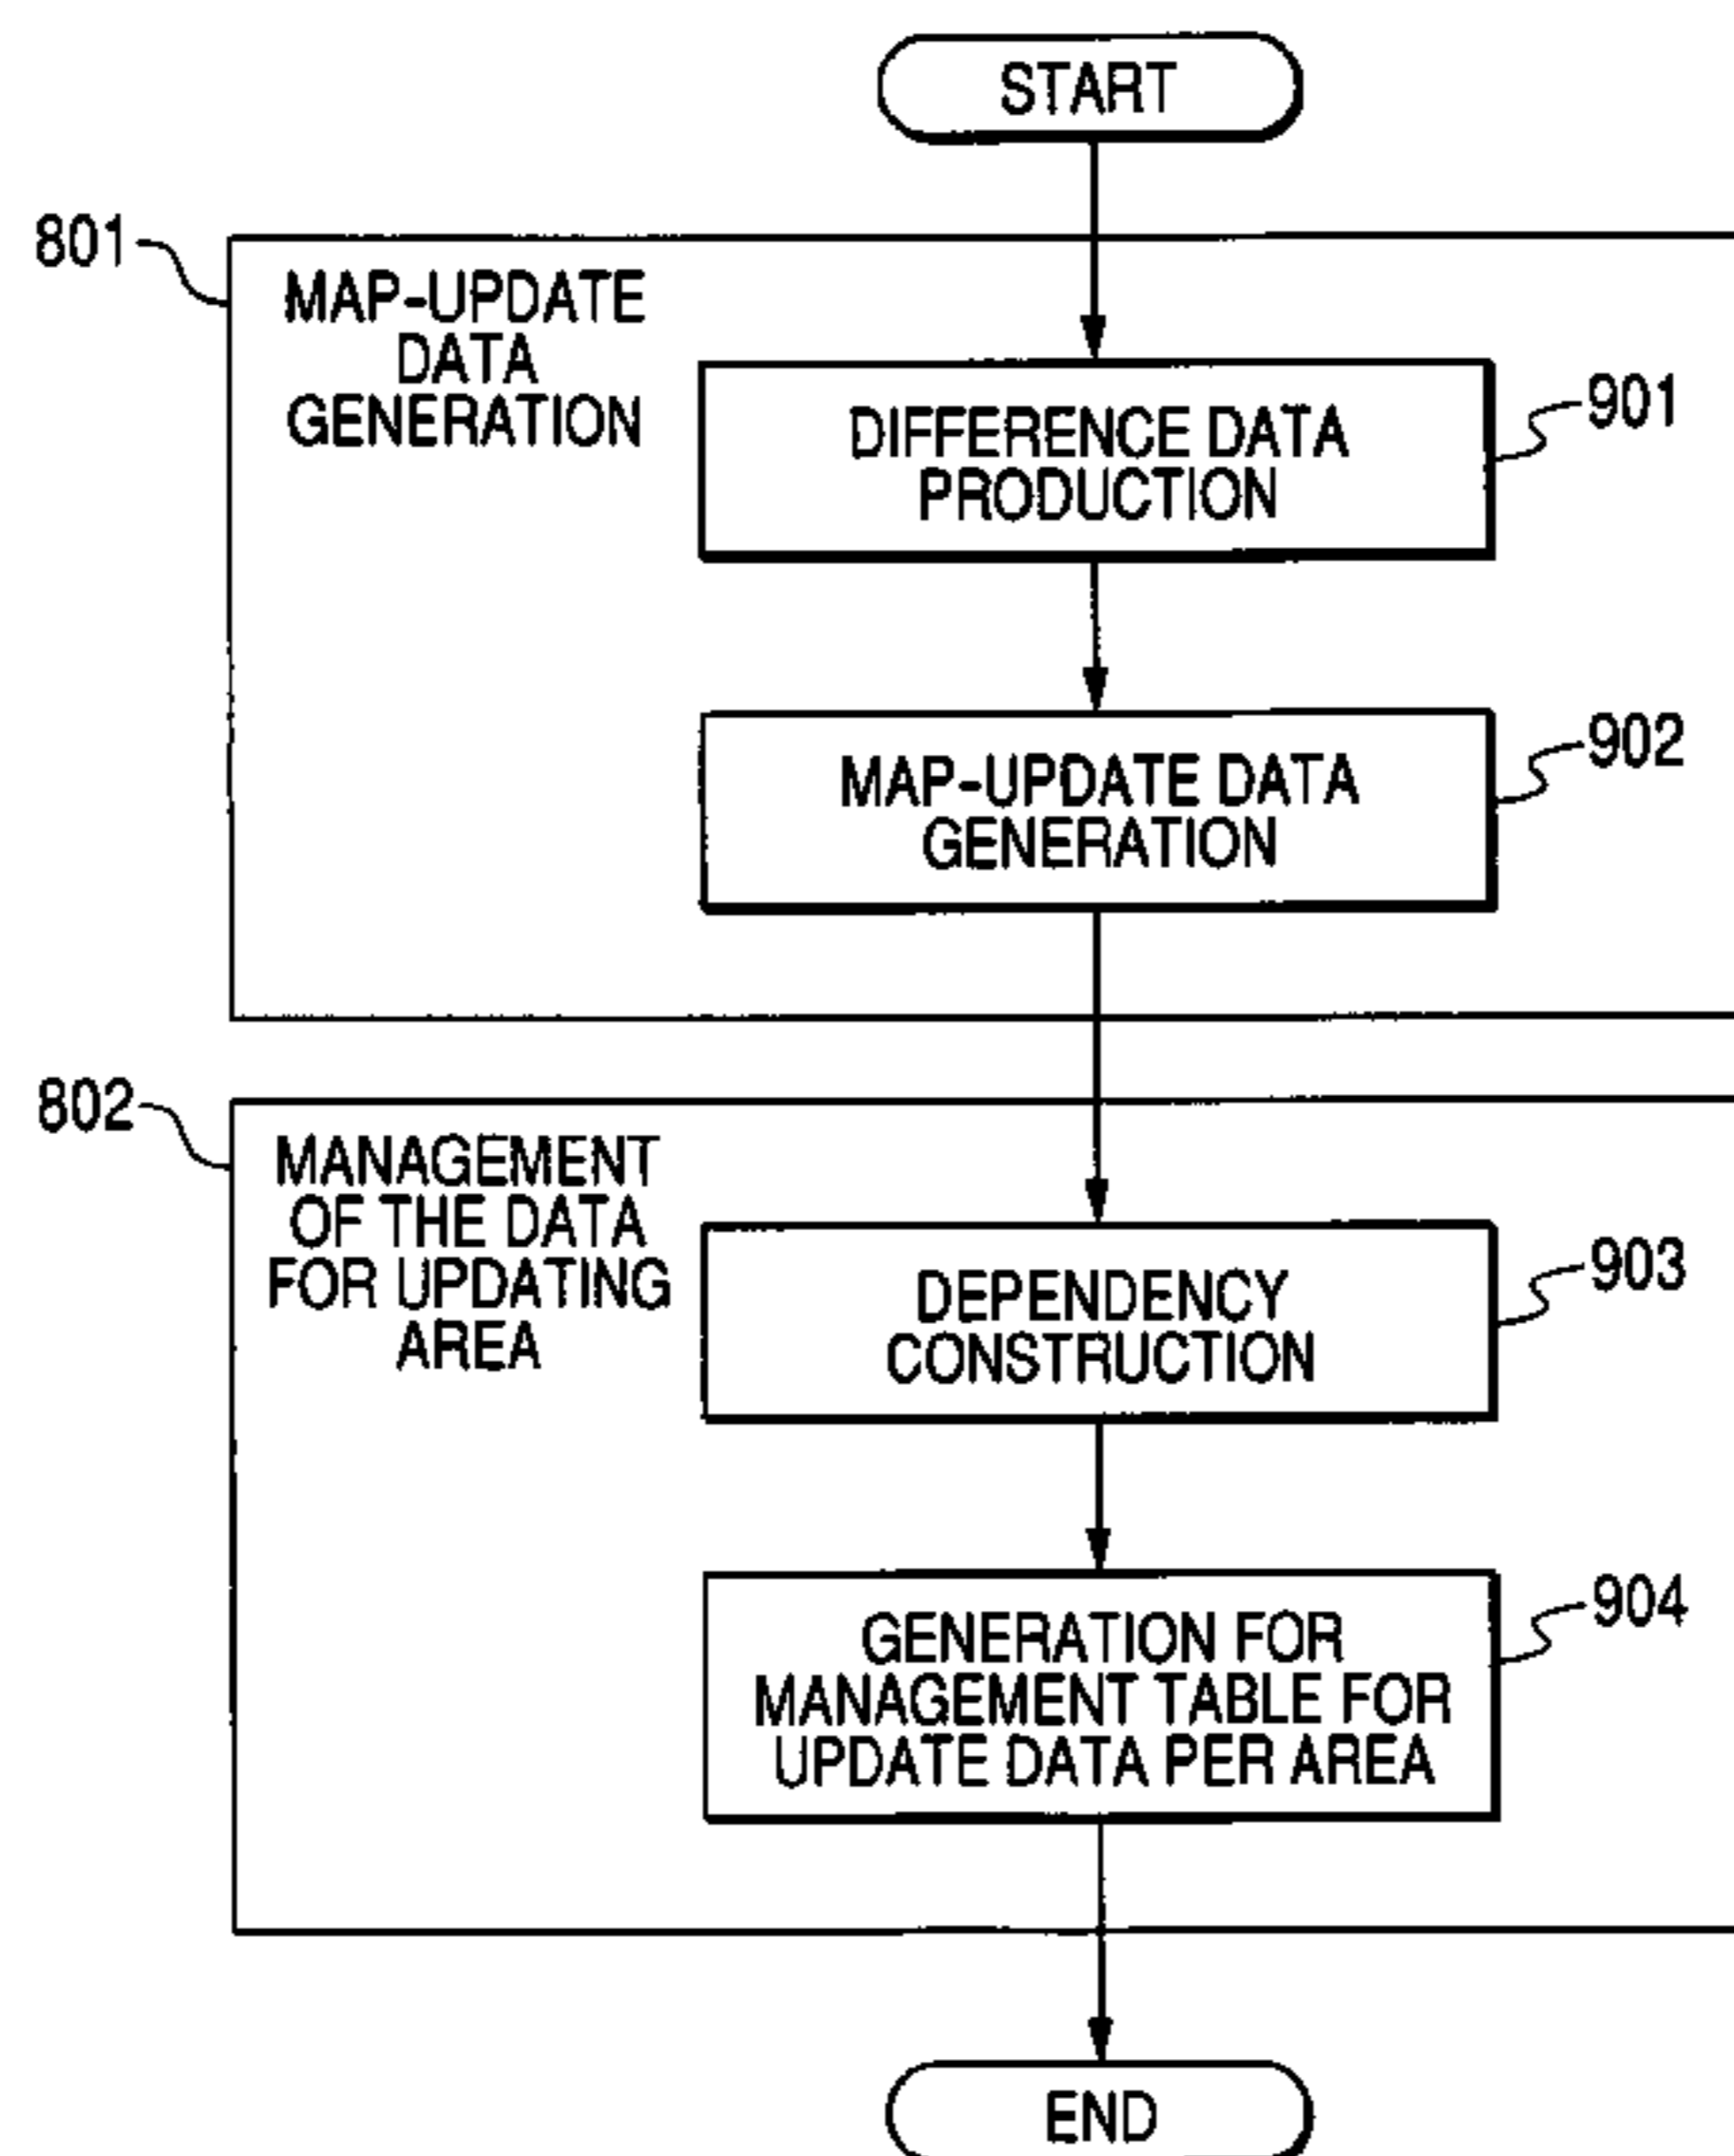 START
801
MAP-UPDATE
DATA
GENERATION
DIFFERENCE DATA
PRODUCTION
901
MAP-UPDATE DATA
GENERATION
902
802
MANAGEMENT
OF THE DATA
FOR UPDATING
AREA
DEPENDENCY
CONSTRUCTION
903
GENERATION FOR
MANAGEMENT TABLE FOR
UPDATE DATA PER AREA
904
END